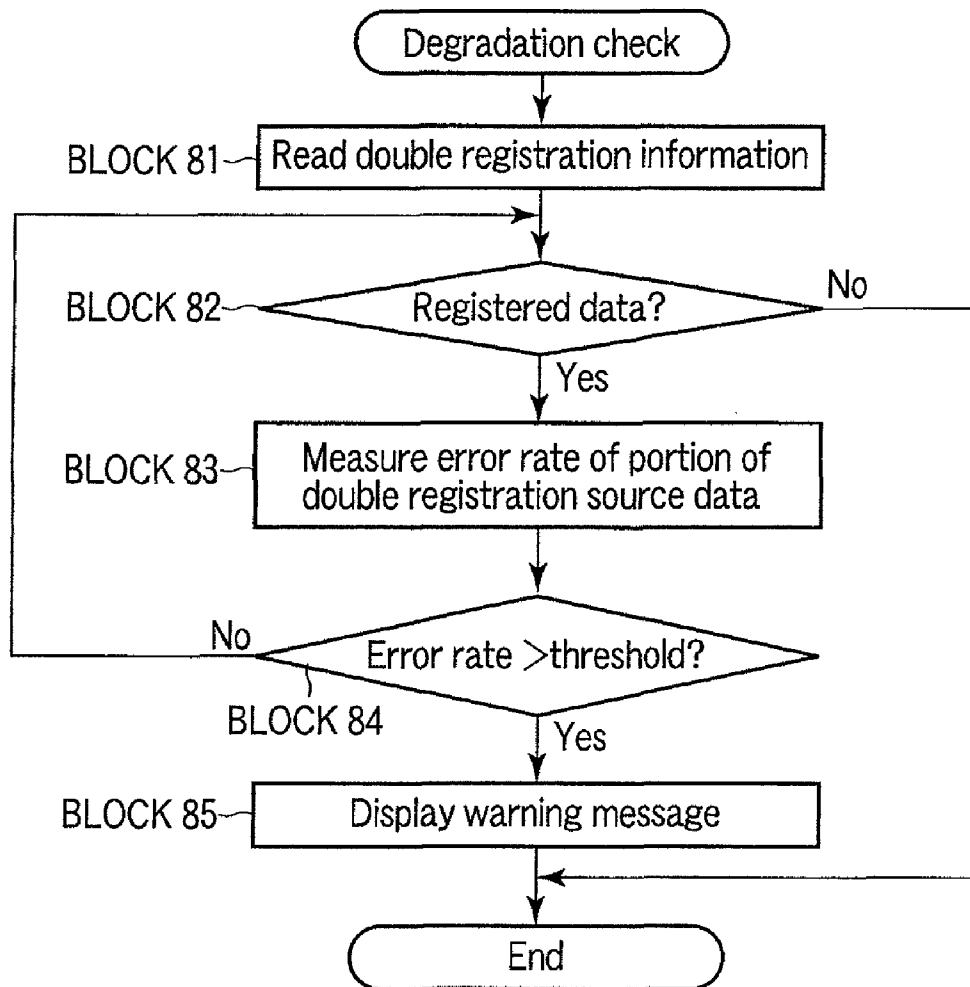 Degradation check
BLOCK 81
Read double registration information
BLOCK 82
Registered data?
No
Yes
BLOCK 83
Measure error rate of portion of
double registration source data
No
Error rate >threshold?
BLOCK 84
Yes
BLOCK 85
Display warning message
End